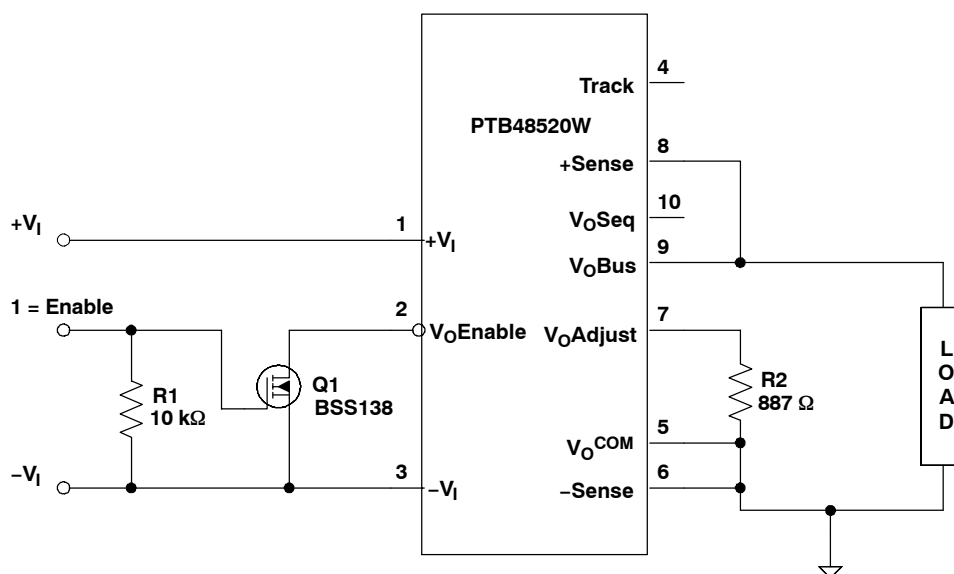 4
Track
PTB48520W
8
+Sense
10
VOSeq
+VI
1
+VI
9
VOBus
1 = Enable
2
VOEnable
7
VOAdjust
R1
10 kΩ
Q1
BSS138
R2
887 Ω
LOAD
5
VOCOM
−VI
3
−VI
6
−Sense